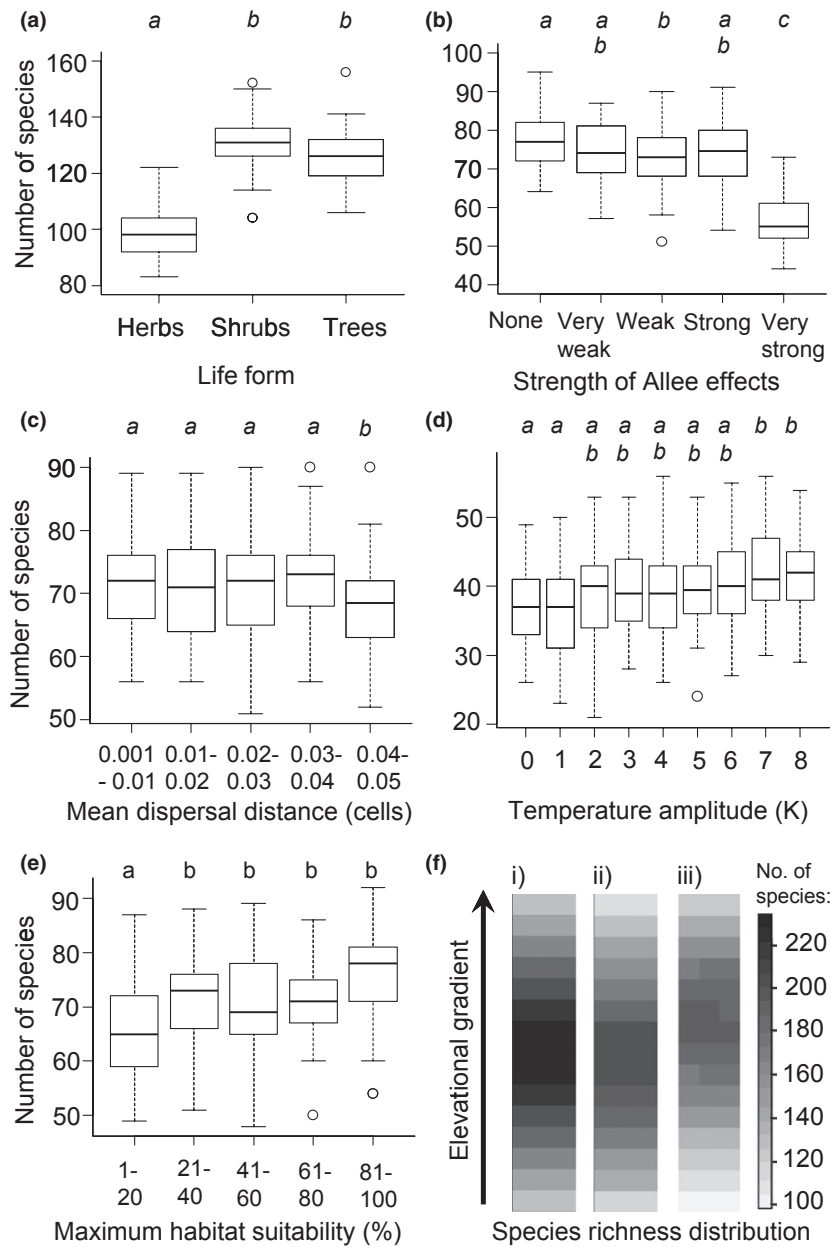 (a)
a b b
Number of species
160
140
120
100
80
Herbs Shrubs Trees
Life form
(b)
a a b a c
b b
100
90
80
70
60
50
40
None Very weak Weak Strong Very strong
Strength of Allee effects
(c)
a a a a b
Number of species
90
80
70
60
50
0.001 - 0.01 0.01- 0.02 0.02- 0.03 0.03- 0.04 0.04- 0.05
Mean dispersal distance (cells)
(d)
a a a a a a a b b
b b b b b
50
40
30
20
0 1 2 3 4 5 6 7 8
Temperature amplitude (K)
(e)
a b b b b
Number of species
90
80
70
60
50
1- 20 21- 40 41- 60 61- 80 81- 100
Maximum habitat suitability (%)
(f)
i) ii) iii)
No. of
species:
220
200
180
160
140
120
100
Elevational gradient
Species richness distribution